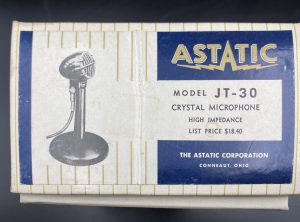 ASTATIC
MODEL JT-30
CRYSTAL MICROPHONE
HIGH IMPEDANCE
LIST PRICE $18.40
THE ASTATIC CORPORATION
CONNEAUT, OHIO